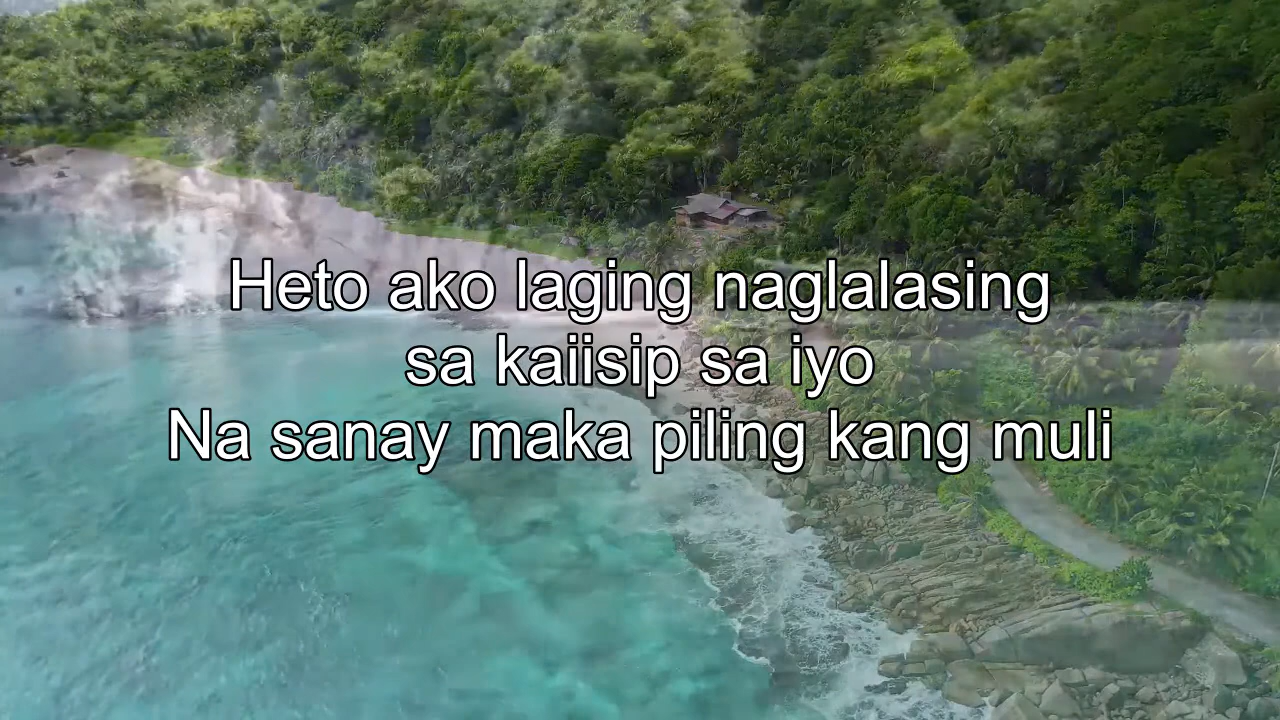 Heto ako laging naglalasing
sa kaiisip sa iyo
Na sanay maka piling kang muli